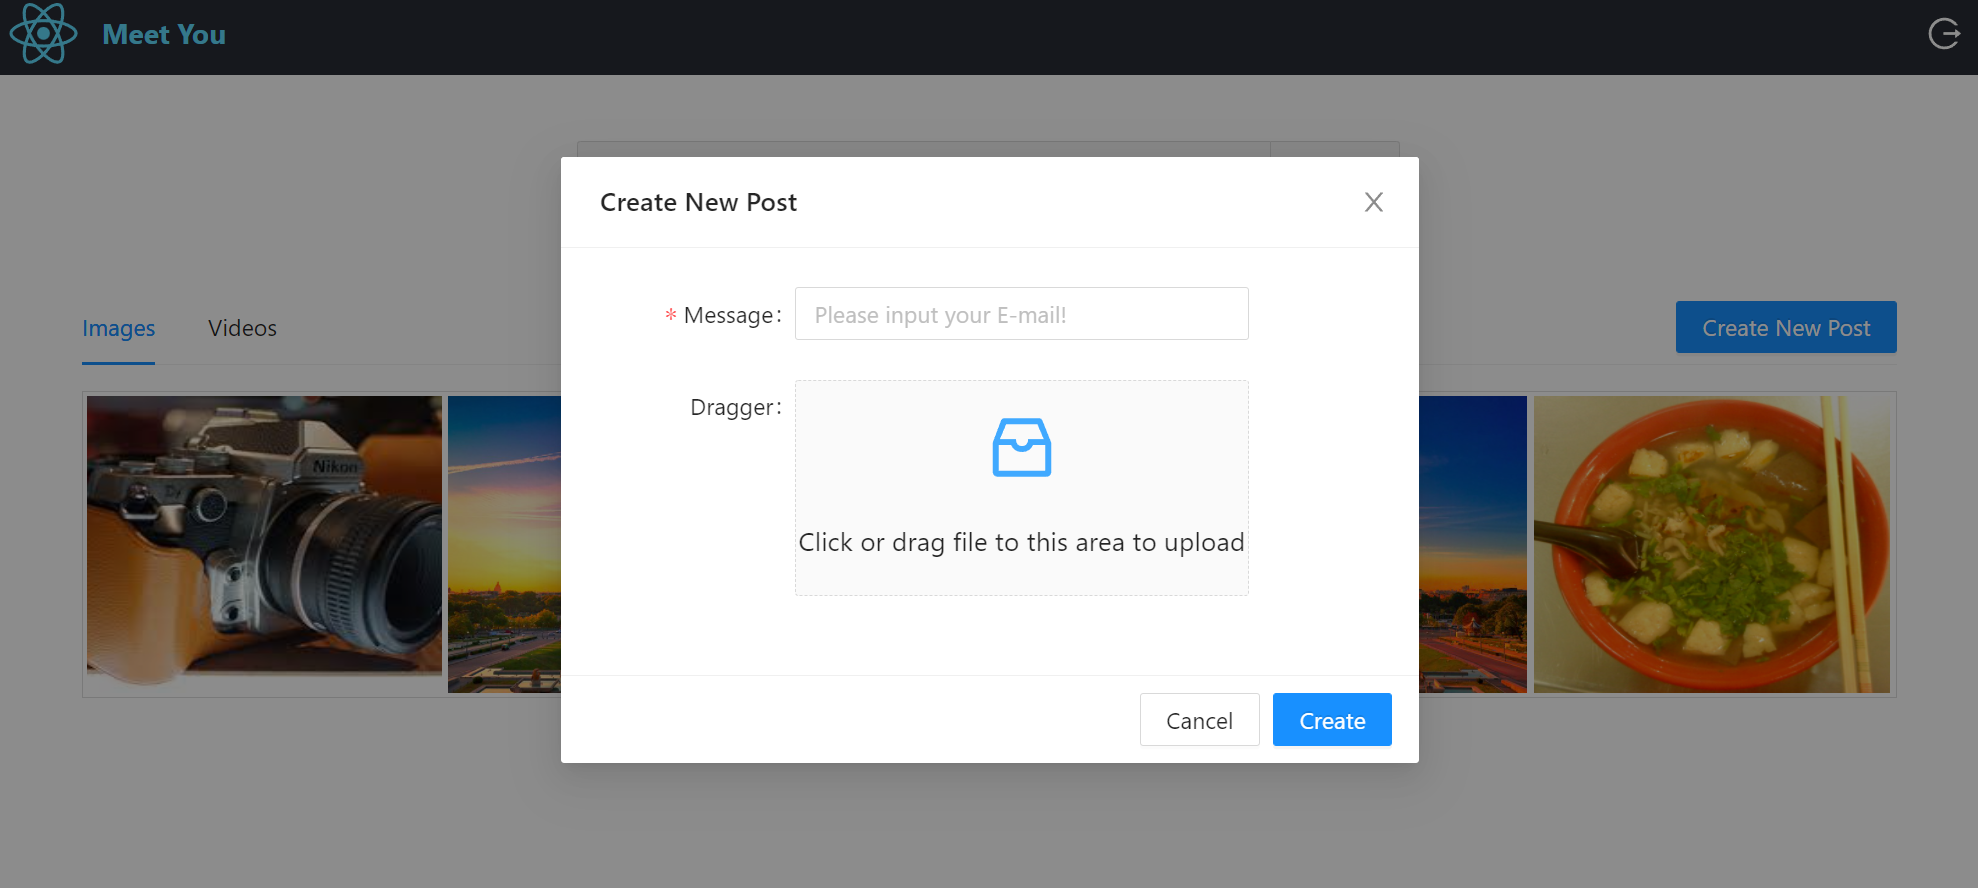 Meet You
Create New Post
* Message:
Please input your E-mail!
Images
Videos
Create New Post
Dragger:
Click or drag file to this area to upload
Nikon
Cancel
Create